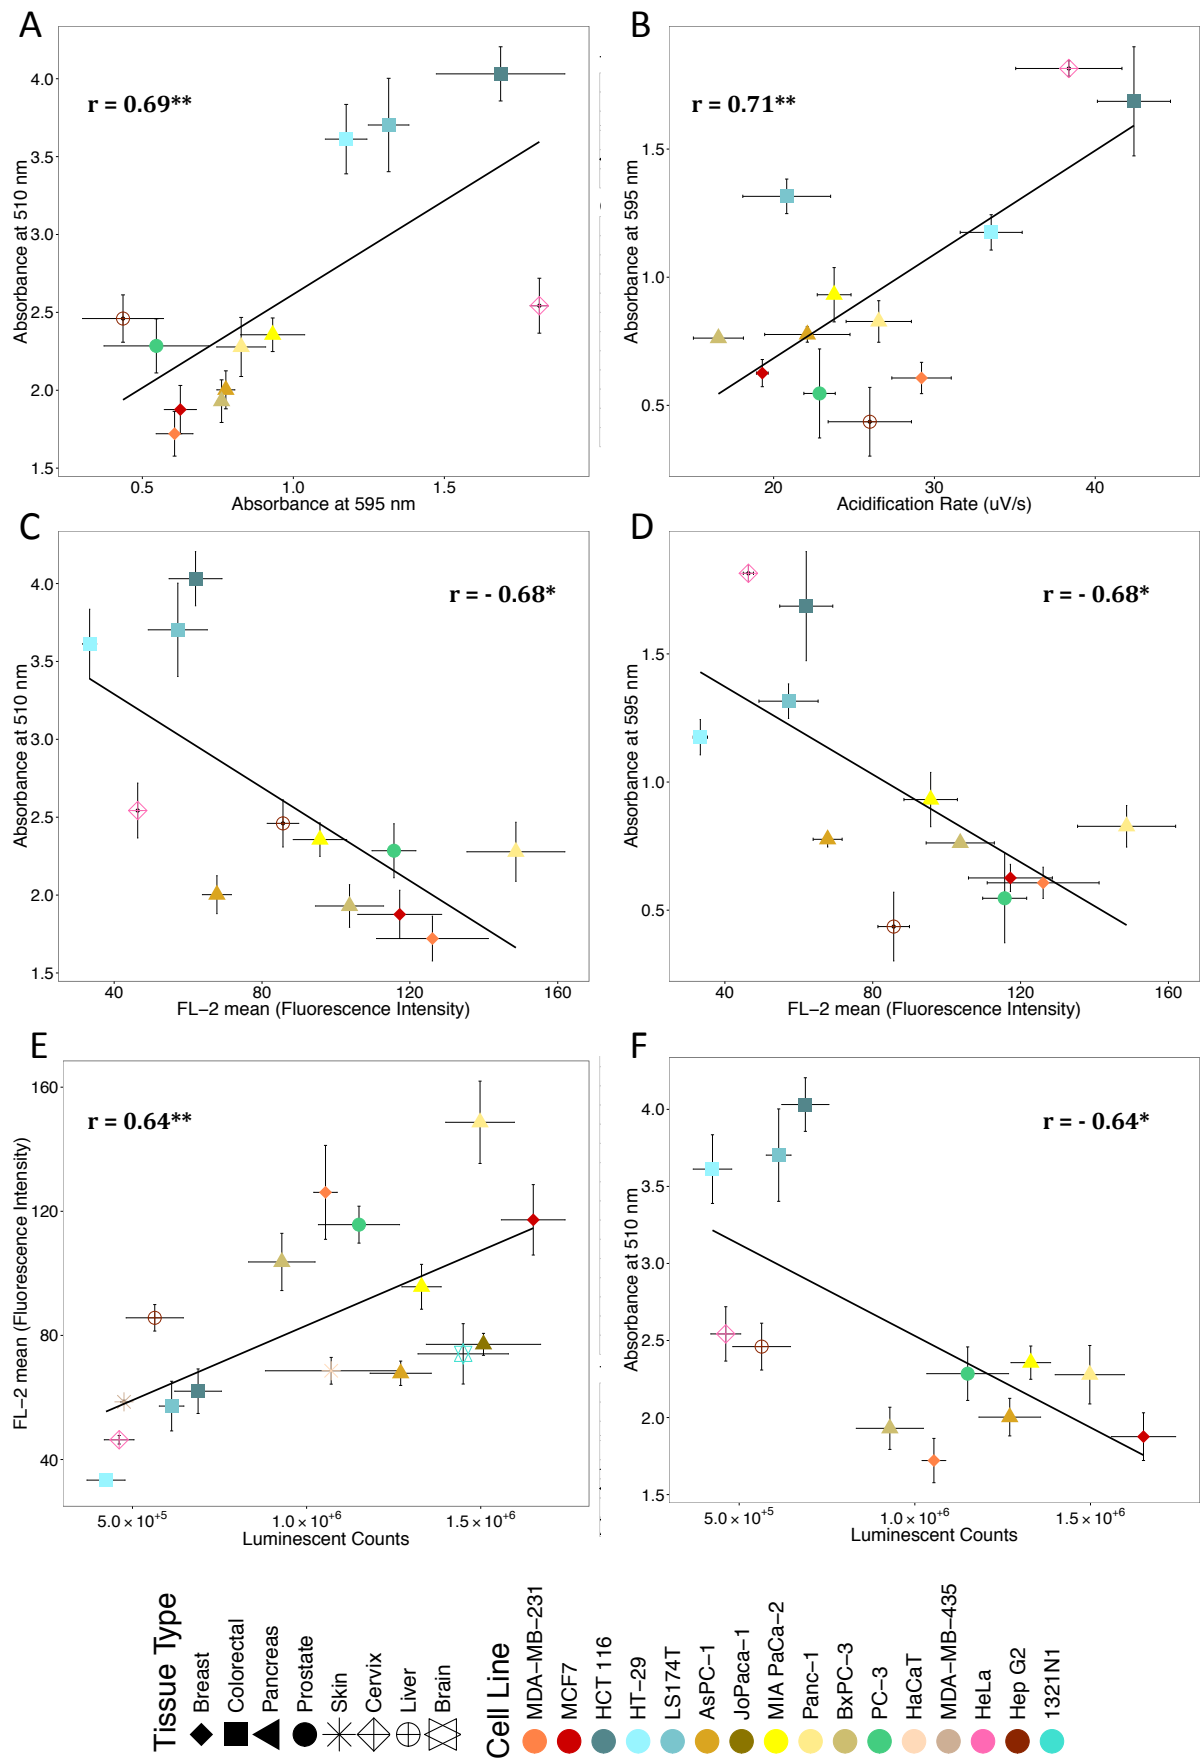 A
r = 0.69**
Absorbance at 510 nm
4.0
3.5
3.0
2.5
2.0
1.5
0.5
1.0
1.5
Absorbance at 595 nm
B
r = 0.71**
Absorbance at 595 nm
1.5
1.0
0.5
20
30
40
Acidification Rate (uV/s)
C
r = - 0.68*
Absorbance at 510 nm
4.0
3.5
3.0
2.5
2.0
1.5
40
80
120
160
FL−2 mean (Fluorescence Intensity)
D
r = - 0.68*
Absorbance at 595 nm
1.5
1.0
0.5
40
80
120
160
FL−2 mean (Fluorescence Intensity)
E
r = 0.64**
FL−2 mean (Fluorescence Intensity)
160
120
80
40
5.0 × 10+5
1.0 × 10+6
1.5 × 10+6
Luminescent Counts
F
r = - 0.64*
Absorbance at 510 nm
4.0
3.5
3.0
2.5
2.0
1.5
5.0 × 10+5
1.0 × 10+6
1.5 × 10+6
Luminescent Counts
Tissue Type
Breast
Colorectal
Pancreas
Prostate
Skin
Cervix
Liver
Brain
Cell Line
MDA−MB−231
MCF7
HCT 116
HT−29
LS174T
AsPC−1
JoPaca−1
MIA PaCa−2
Panc−1
BxPC−3
PC−3
HaCaT
MDA−MB−435
HeLa
Hep G2
1321N1